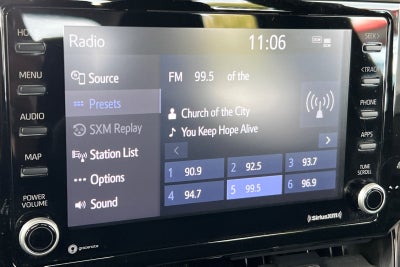 HOME
MENU
AUDIO
MAP
POWER
VOLUME
Radio 11:06
Source
Presets
SXM Replay
Station List
Options
Sound
FM 99.5 of the
Church of the City
You Keep Hope Alive
1 90.9
2 92.5
3 93.7
4 94.7
5 99.5
6 96.9
SEEK>
<TRACK
PHONE
APPS
TUNE
SCROLL
gracenote
SiriusXM